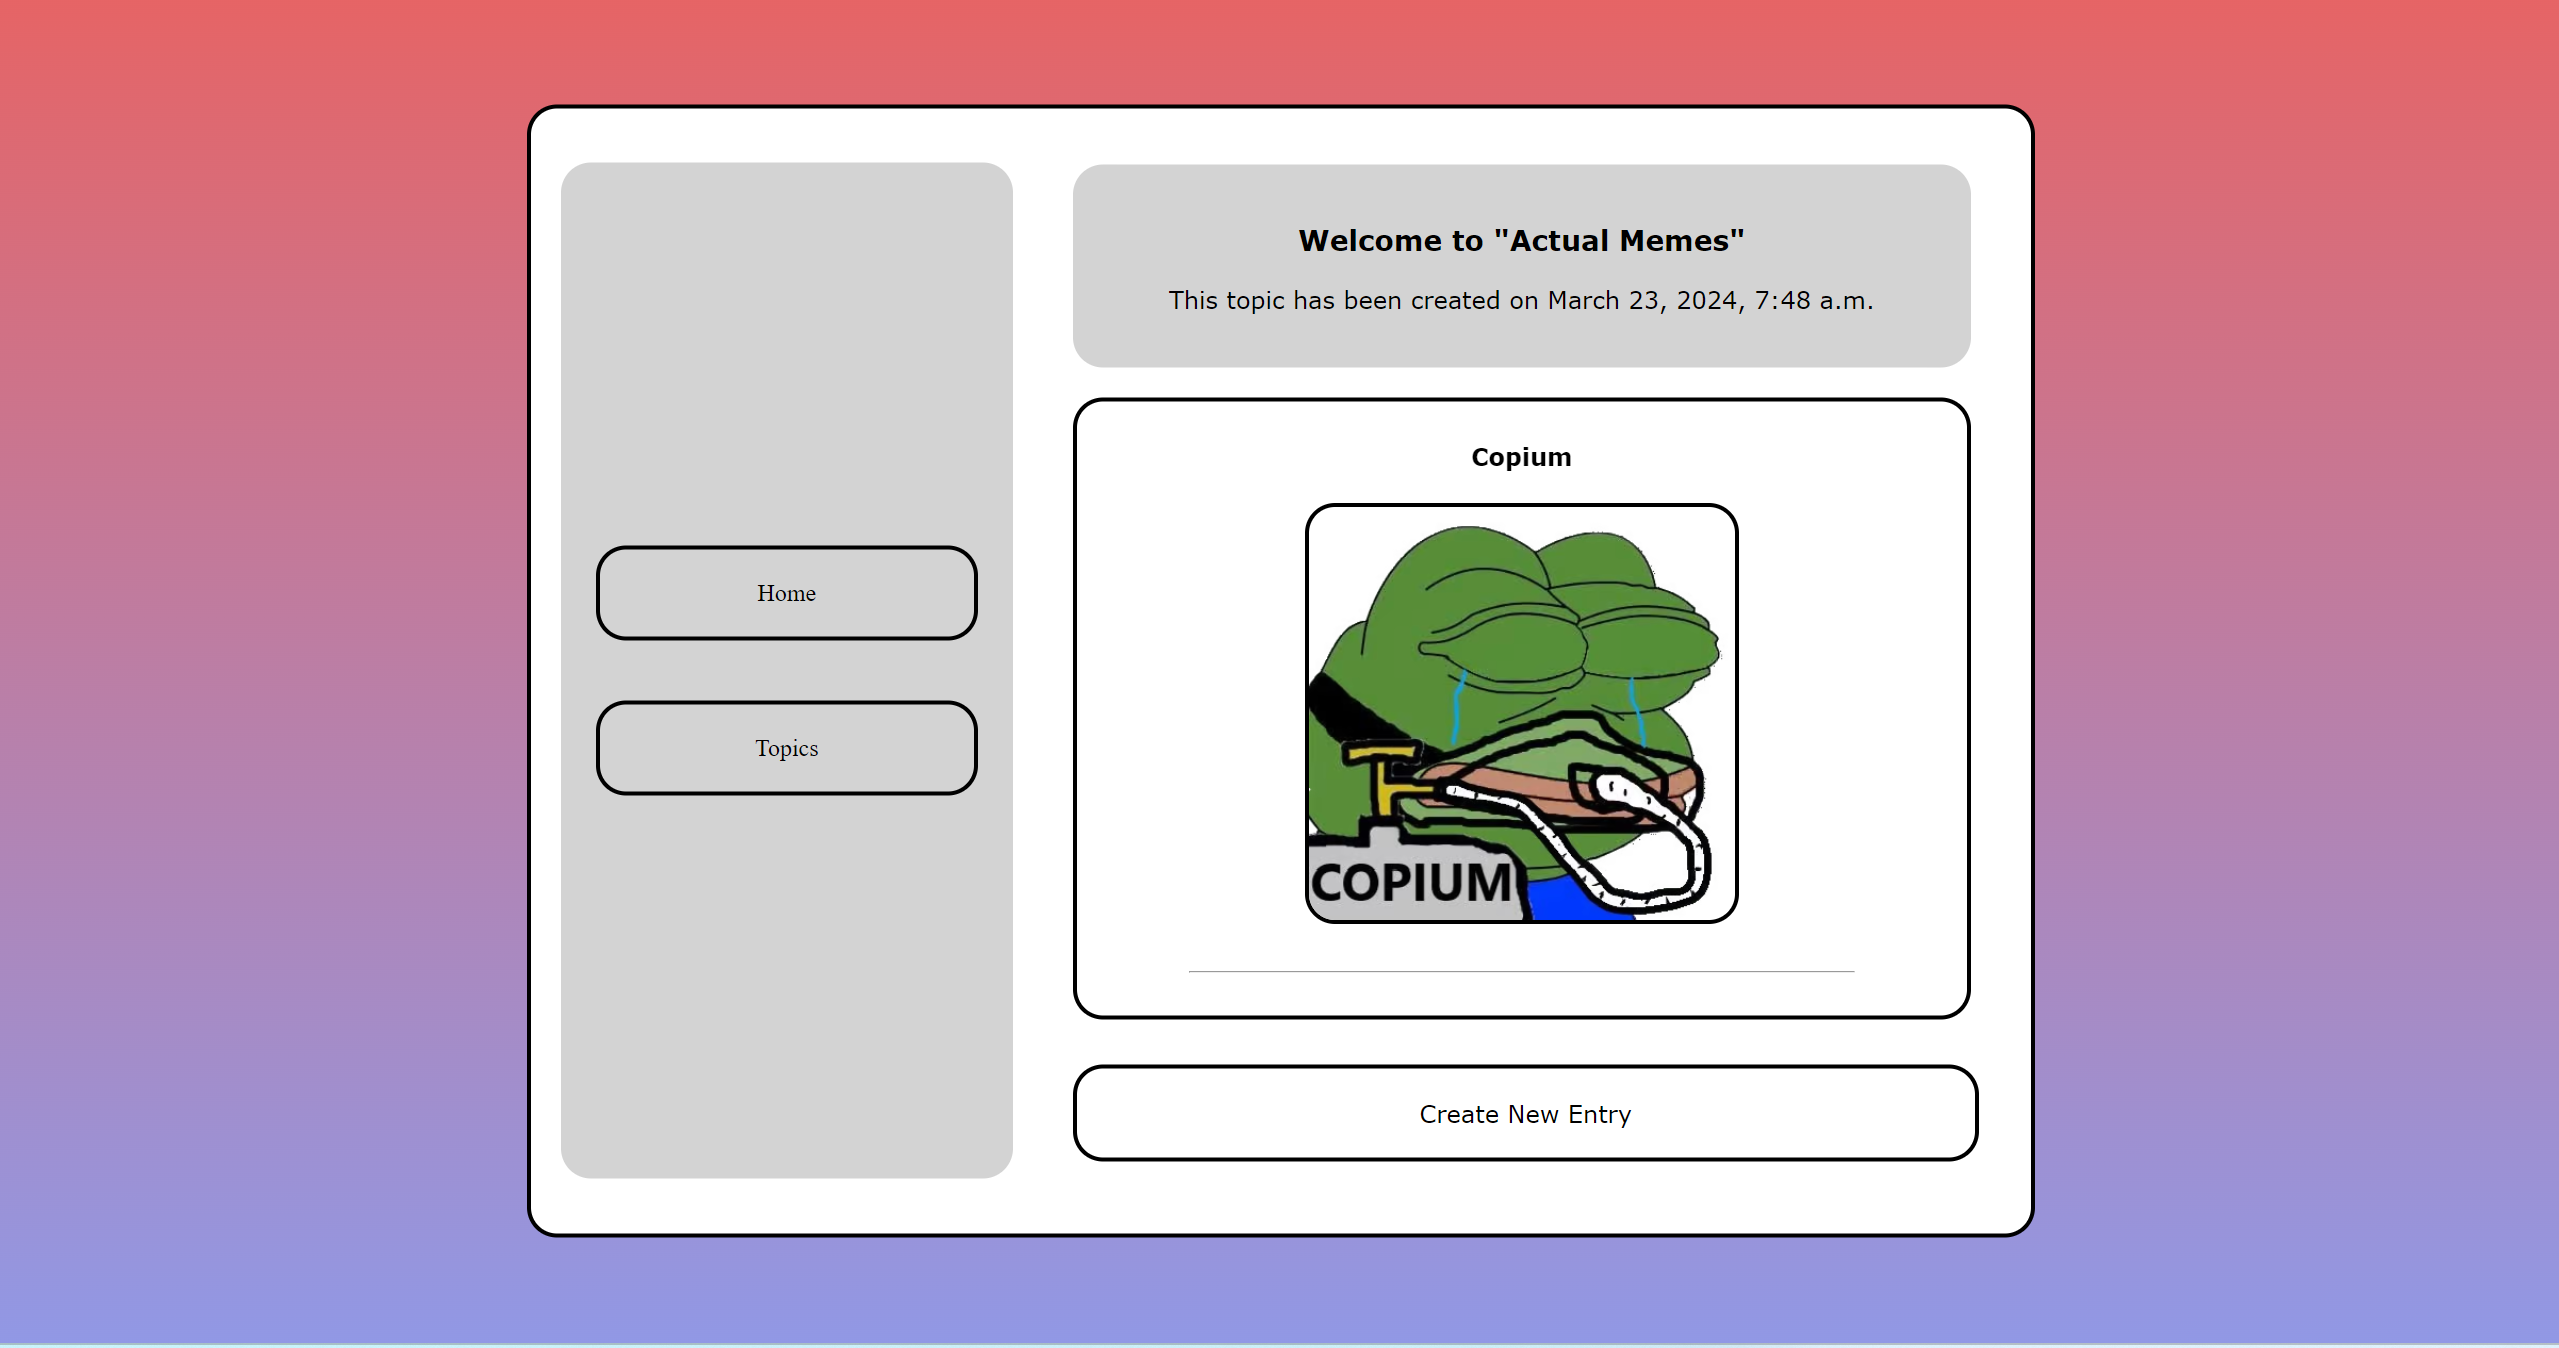 Home
Topics
Welcome to "Actual Memes"
This topic has been created on March 23, 2024, 7:48 a.m.
Copium
COPIUM
Create New Entry